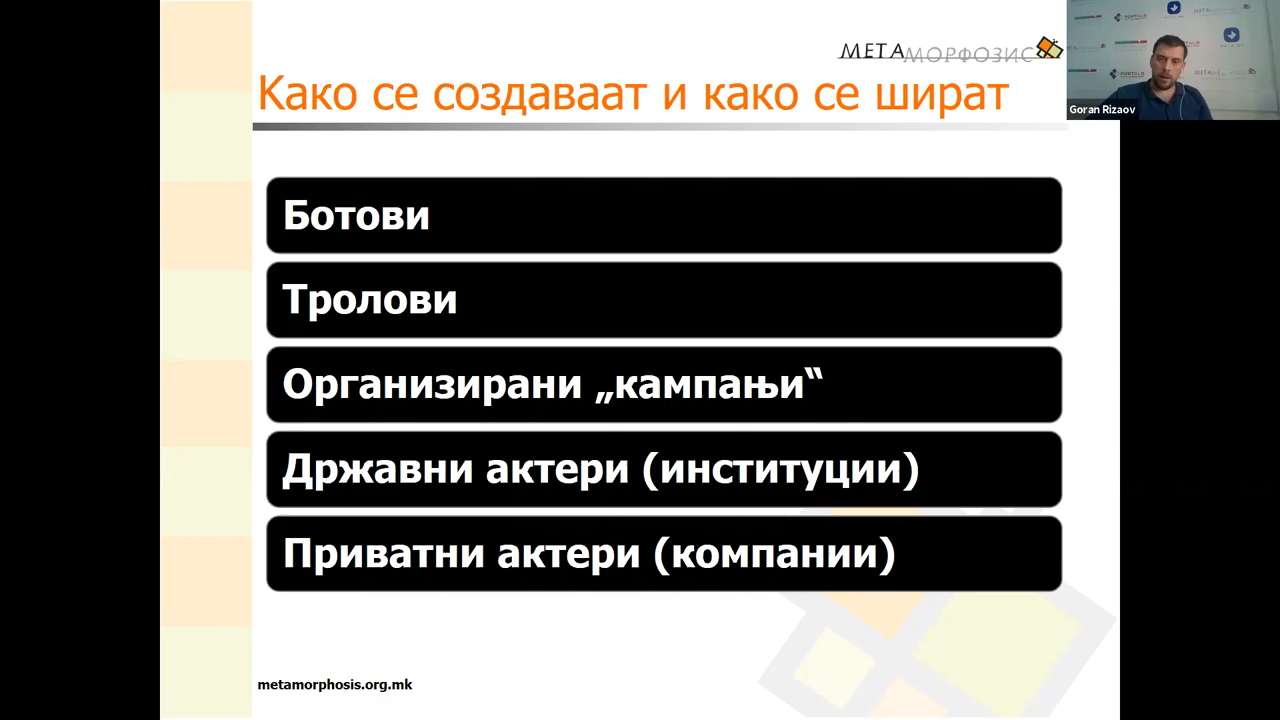 МЕТАМОРФОЗИС
Како се создаваат и како се шират
Goran Rizaov
Ботови
Тролови
Организирани „кампањи“
Државни актери (институции)
Приватни актери (компании)
metamorphosis.org.mk